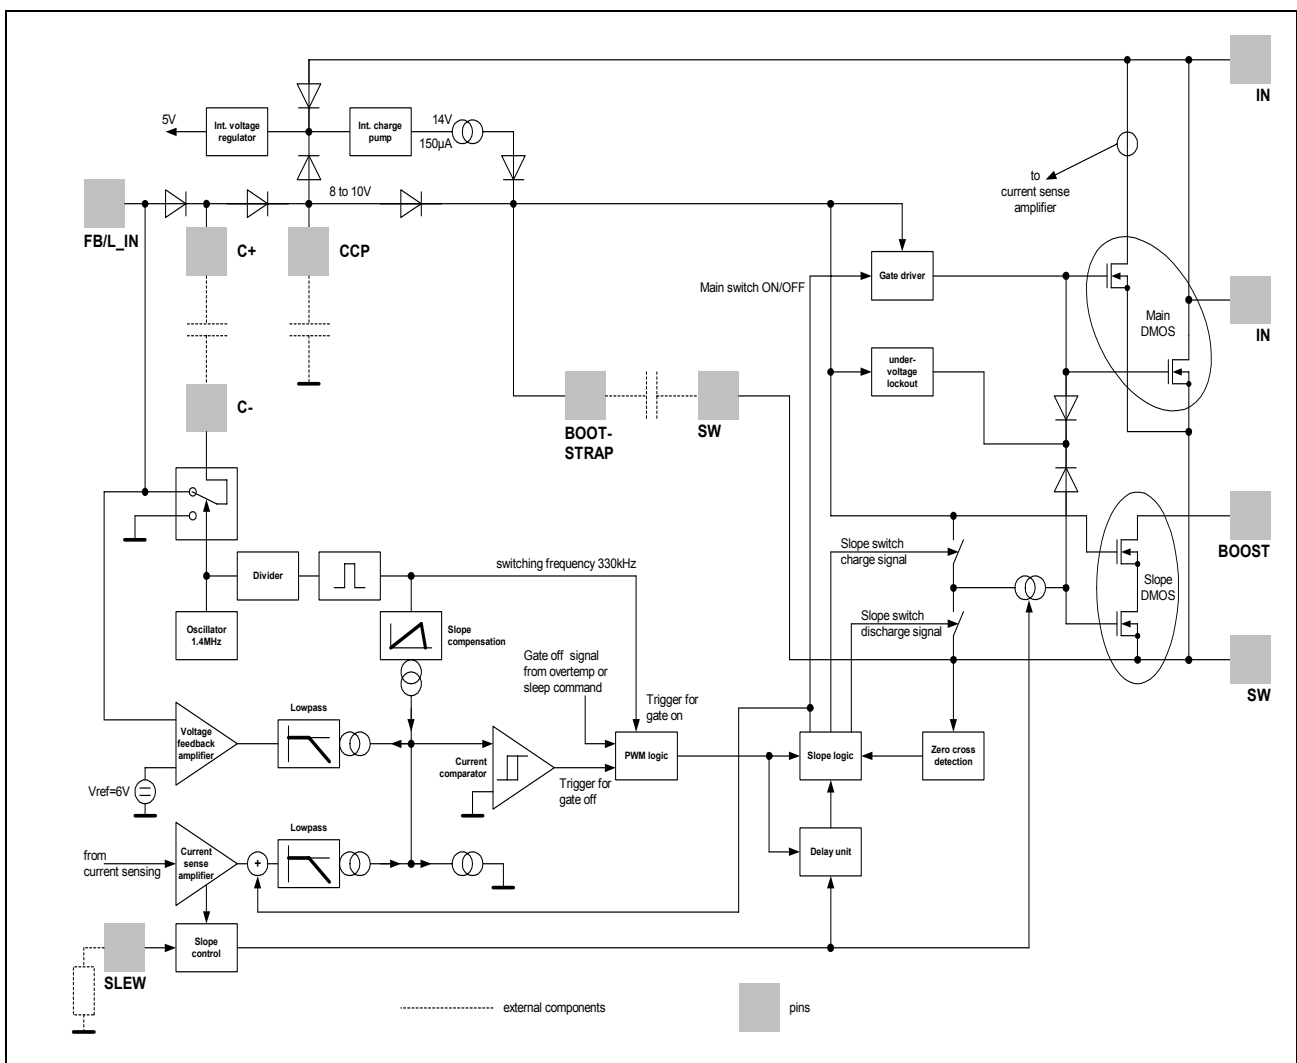 IN
5V
Int. voltage
regulator
Int. charge
pump
14V
150µA
to
current sense
amplifier
8 to 10V
FB/L_IN
C+
CCP
Gate driver
Main switch ON/OFF
Main
DMOS
IN
under-
voltage
lockout
C-
BOOT-
STRAP
SW
BOOST
Slope switch
charge signal
switching frequency 330kHz
Divider
Slope
DMOS
Oscillator
1.4MHz
Slope
compensation
Slope switch
discharge signal
Gate off signal
from overtemp or
sleep command
SW
Trigger for
gate on
Lowpass
Voltage
feedback
amplifier
Current
comparator
PWM logic
Slope logic
Zero cross
detection
Trigger for
gate off
Vref=6V
Lowpass
from
current sensing
Current
sense
amplifier
+
Delay unit
Slope
control
SLEW
external components
pins